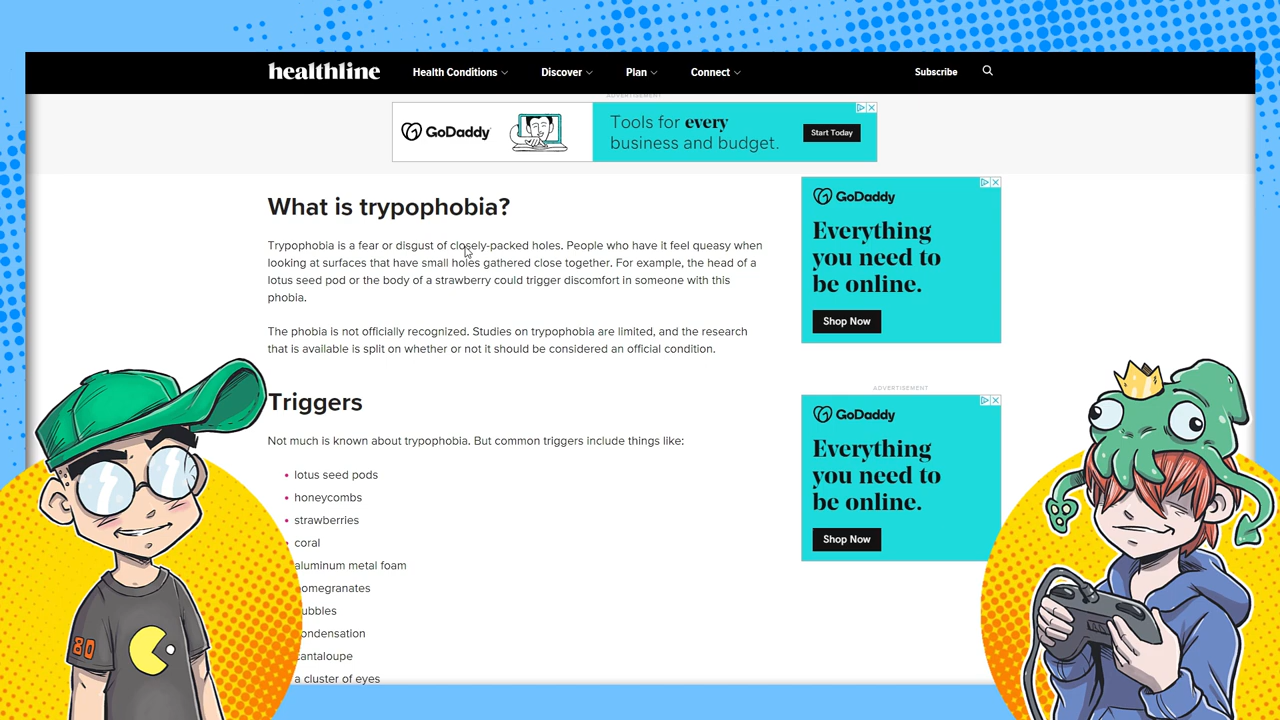 healthline
Health Conditions
Discover
Plan
Connect
Subscribe
ADVERTISEMENT
GoDaddy
Tools for every
business and budget.
Start Today
What is trypophobia?
Trypophobia is a fear or disgust of closely-packed holes. People who have it feel queasy when
looking at surfaces that have small holes gathered close together. For example, the head of a
lotus seed pod or the body of a strawberry could trigger discomfort in someone with this
phobia.
The phobia is not officially recognized. Studies on trypophobia are limited, and the research
that is available is split on whether or not it should be considered an official condition.
Triggers
Not much is known about trypophobia. But common triggers include things like:
lotus seed pods
honeycombs
strawberries
coral
aluminum metal foam
omegranates
ubbles
ondensation
cantaloupe
a cluster of eyes
GoDaddy
Everything
you need to
be online.
Shop Now
ADVERTISEMENT
GoDaddy
Everything
you need to
be online.
Shop Now
80